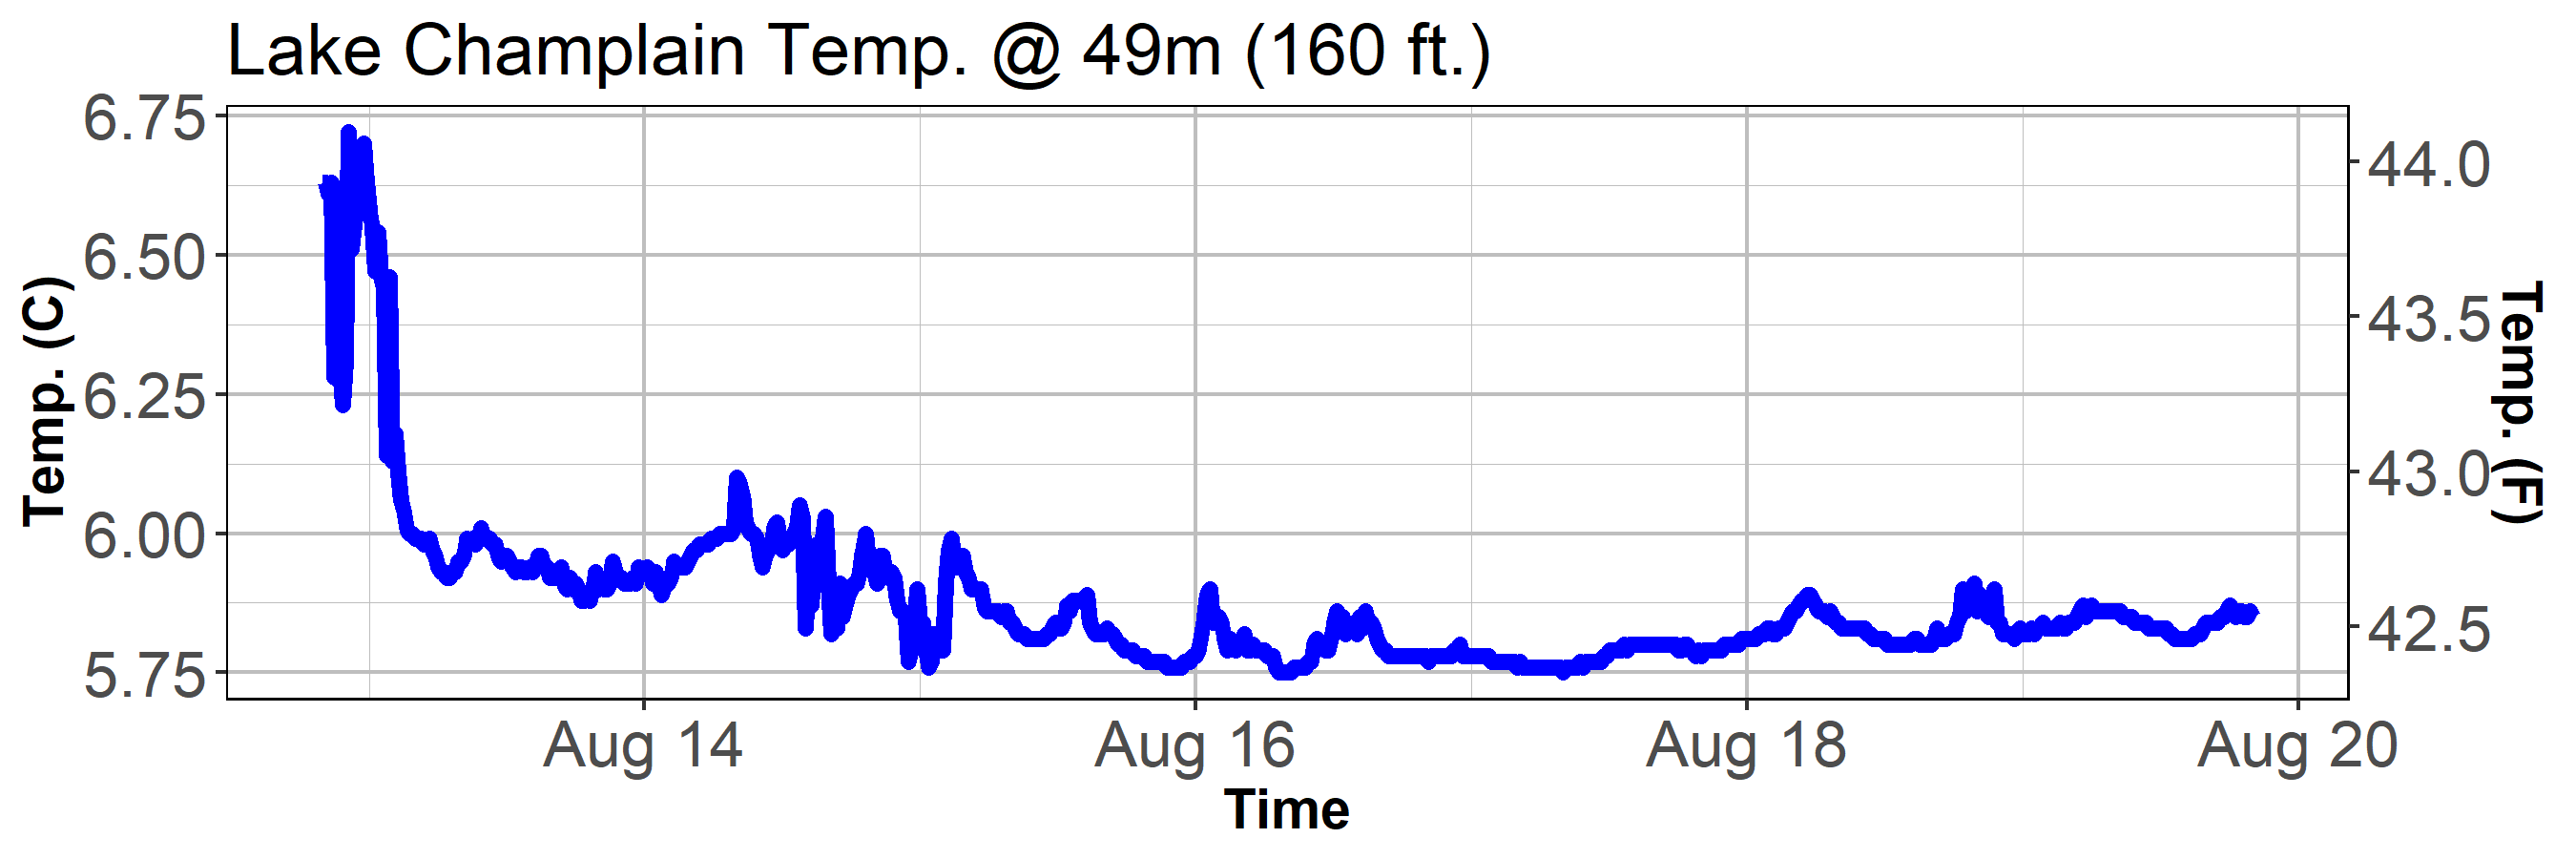 Lake Champlain Temp. @ 49m (160 ft.)
Temp. (C)
6.75
6.50
6.25
6.00
5.75
44.0
43.5
43.0
42.5
Temp. (F)
Aug 14 Aug 16 Aug 18 Aug 20
Time